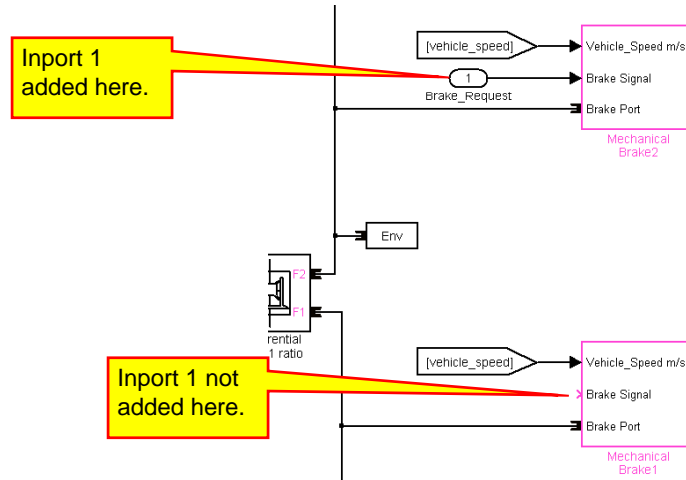 [vehicle_speed]
Vehicle_Speed m/s
Inport 1
added here.
1
Brake Signal
Brake_Request
Brake Port
Mechanical
Brake2
Env
F2
F1
rential
1 ratio
[vehicle_speed]
Vehicle_Speed m/s
Inport 1 not
added here.
Brake Signal
Brake Port
Mechanical
Brake1